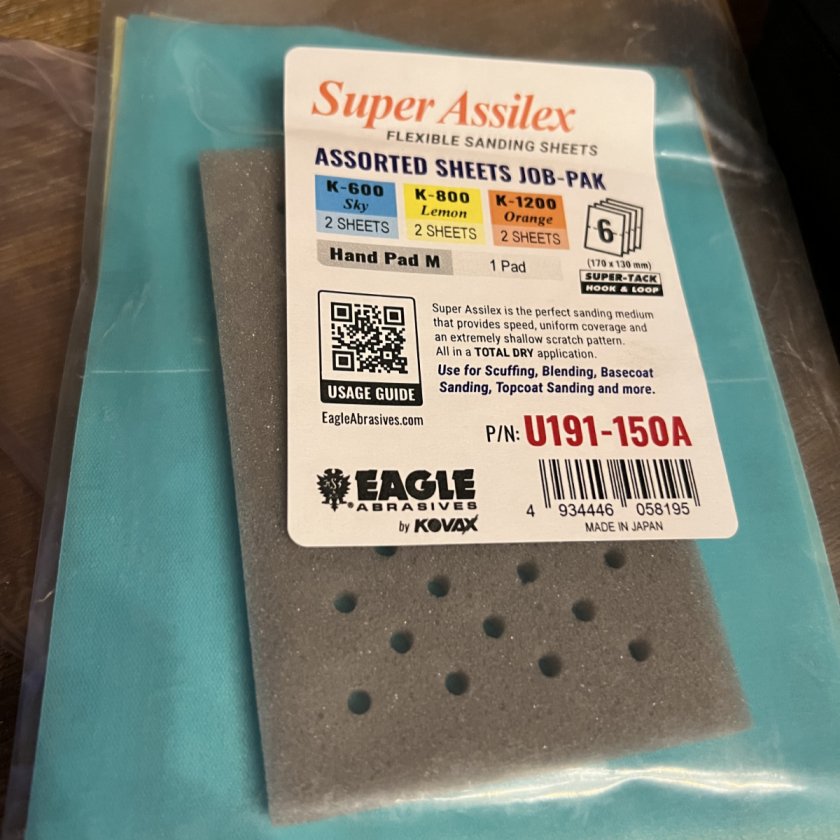 Super Assilex
FLEXIBLE SANDING SHEETS
ASSORTED SHEETS JOB-PAK
K-600 K-800 K-1200
Sky Lemon Orange
2 SHEETS 2 SHEETS 2 SHEETS
6
(170 x 130 mm)
Hand Pad M 1 Pad
SUPER-TACK
HOOK & LOOP
Super Assilex is the perfect sanding medium
that provides speed, uniform coverage and
an extremely shallow scratch pattern.
All in a TOTAL DRY application.
Use for Scuffing, Blending, Basecoat
Sanding, Topcoat Sanding and more.
USAGE GUIDE
EagleAbrasives.com
P/N: U191-150A
EAGLE
ABRASIVES
by KOVAX
4 934446 058195
MADE IN JAPAN